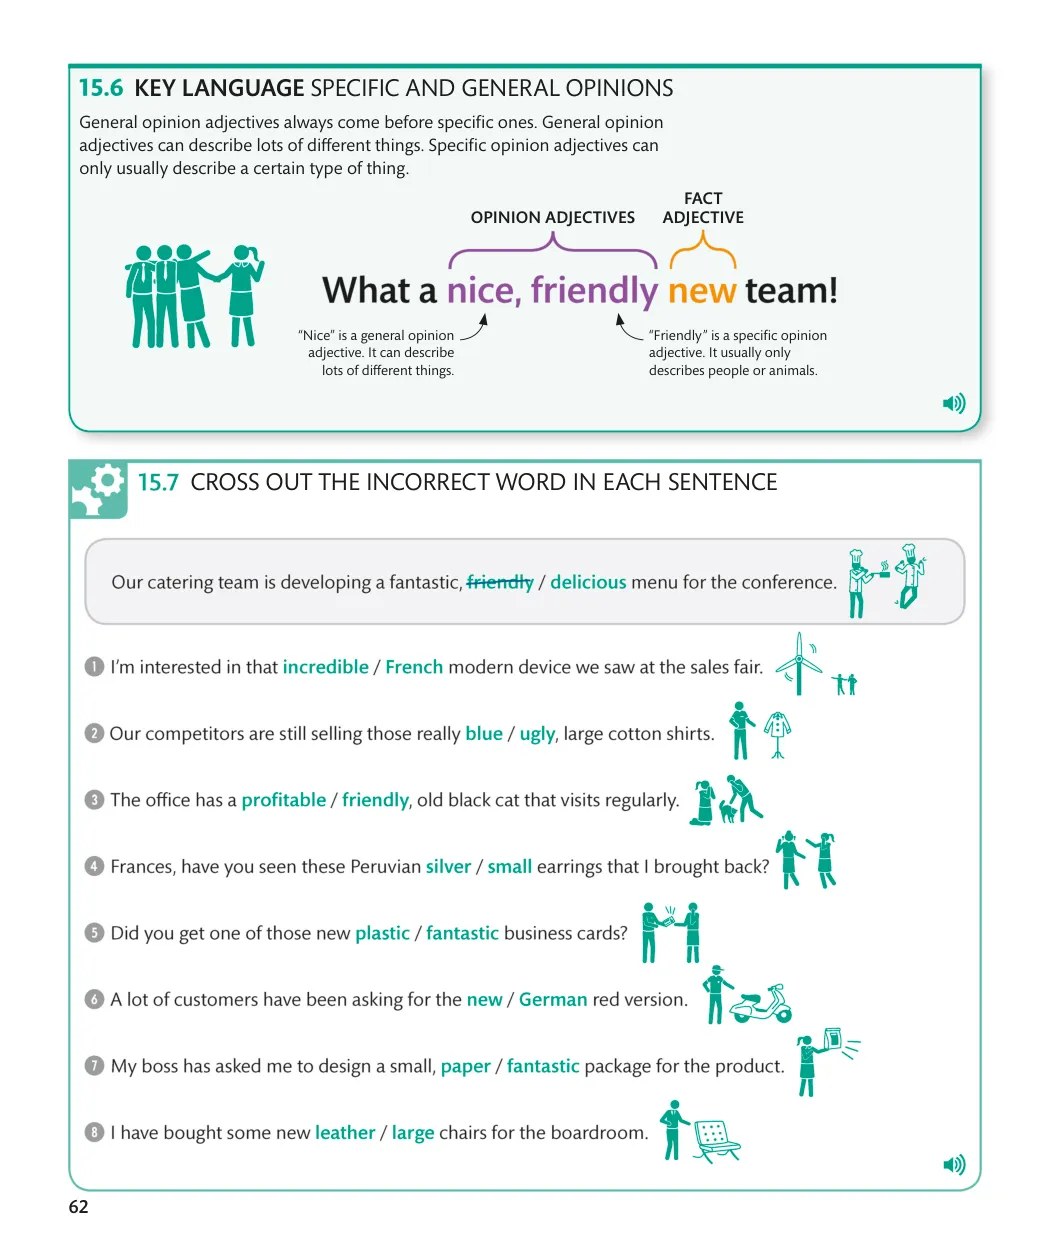 15.6 KEY LANGUAGE SPECIFIC AND GENERAL OPINIONS
General opinion adjectives always come before specific ones. General opinion
adjectives can describe lots of different things. Specific opinion adjectives can
only usually describe a certain type of thing.
OPINION ADJECTIVES
FACT
ADJECTIVE
What a nice, friendly new team!
“Nice” is a general opinion
adjective. It can describe
lots of different things.
“Friendly” is a specific opinion
adjective. It usually only
describes people or animals.
15.7 CROSS OUT THE INCORRECT WORD IN EACH SENTENCE
Our catering team is developing a fantastic, friendly / delicious menu for the conference.
1 I’m interested in that incredible / French modern device we saw at the sales fair.
2 Our competitors are still selling those really blue / ugly, large cotton shirts.
3 The office has a profitable / friendly, old black cat that visits regularly.
4 Frances, have you seen these Peruvian silver / small earrings that I brought back?
5 Did you get one of those new plastic / fantastic business cards?
6 A lot of customers have been asking for the new / German red version.
7 My boss has asked me to design a small, paper / fantastic package for the product.
8 I have bought some new leather / large chairs for the boardroom.
62